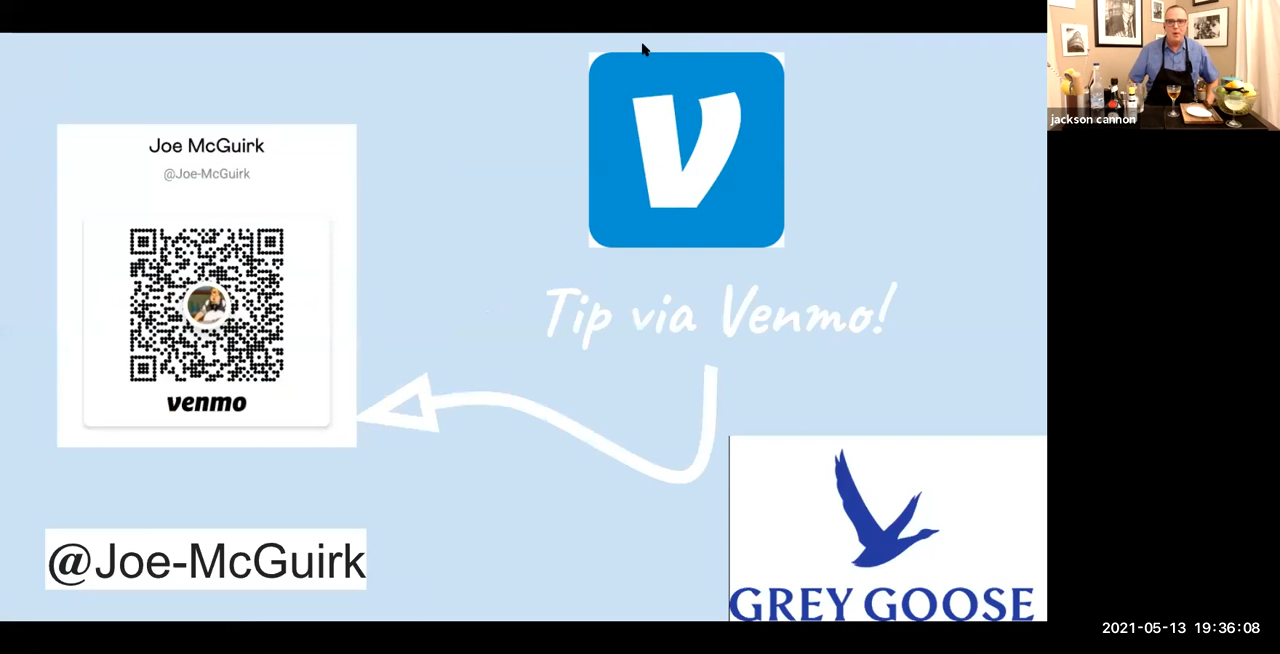 Joe McGuirk
@Joe-McGuirk
venmo
@Joe-McGuirk
V
Tip via Venmo!
GREY GOOSE
jackson cannon
2021-05-13 19:36:08